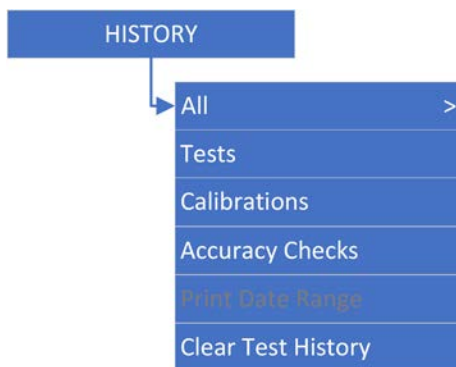 HISTORY
All >
Tests
Calibrations
Accuracy Checks
Print Date Range
Clear Test History